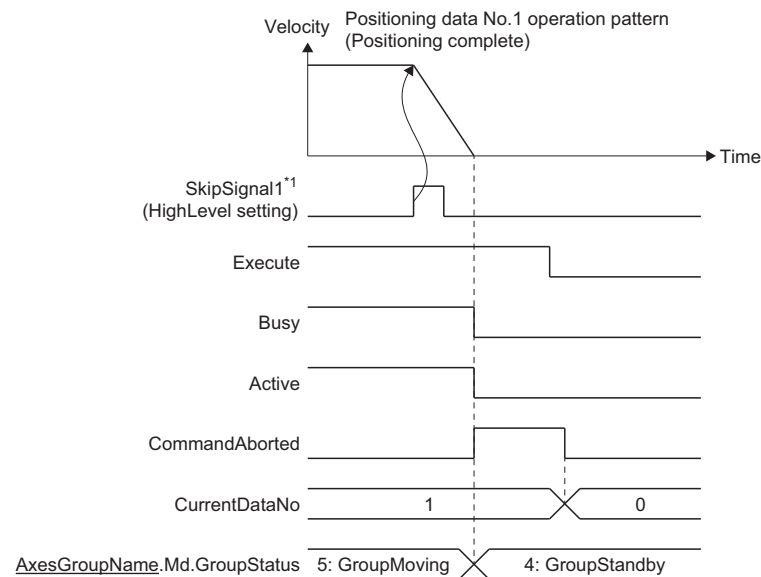 Velocity
Positioning data No.1 operation pattern
(Positioning complete)
Time
SkipSignal1*1
(HighLevel setting)
Execute
Busy
Active
CommandAborted
CurrentDataNo 1 0
AxesGroupName.Md.GroupStatus 5: GroupMoving 4: GroupStandby